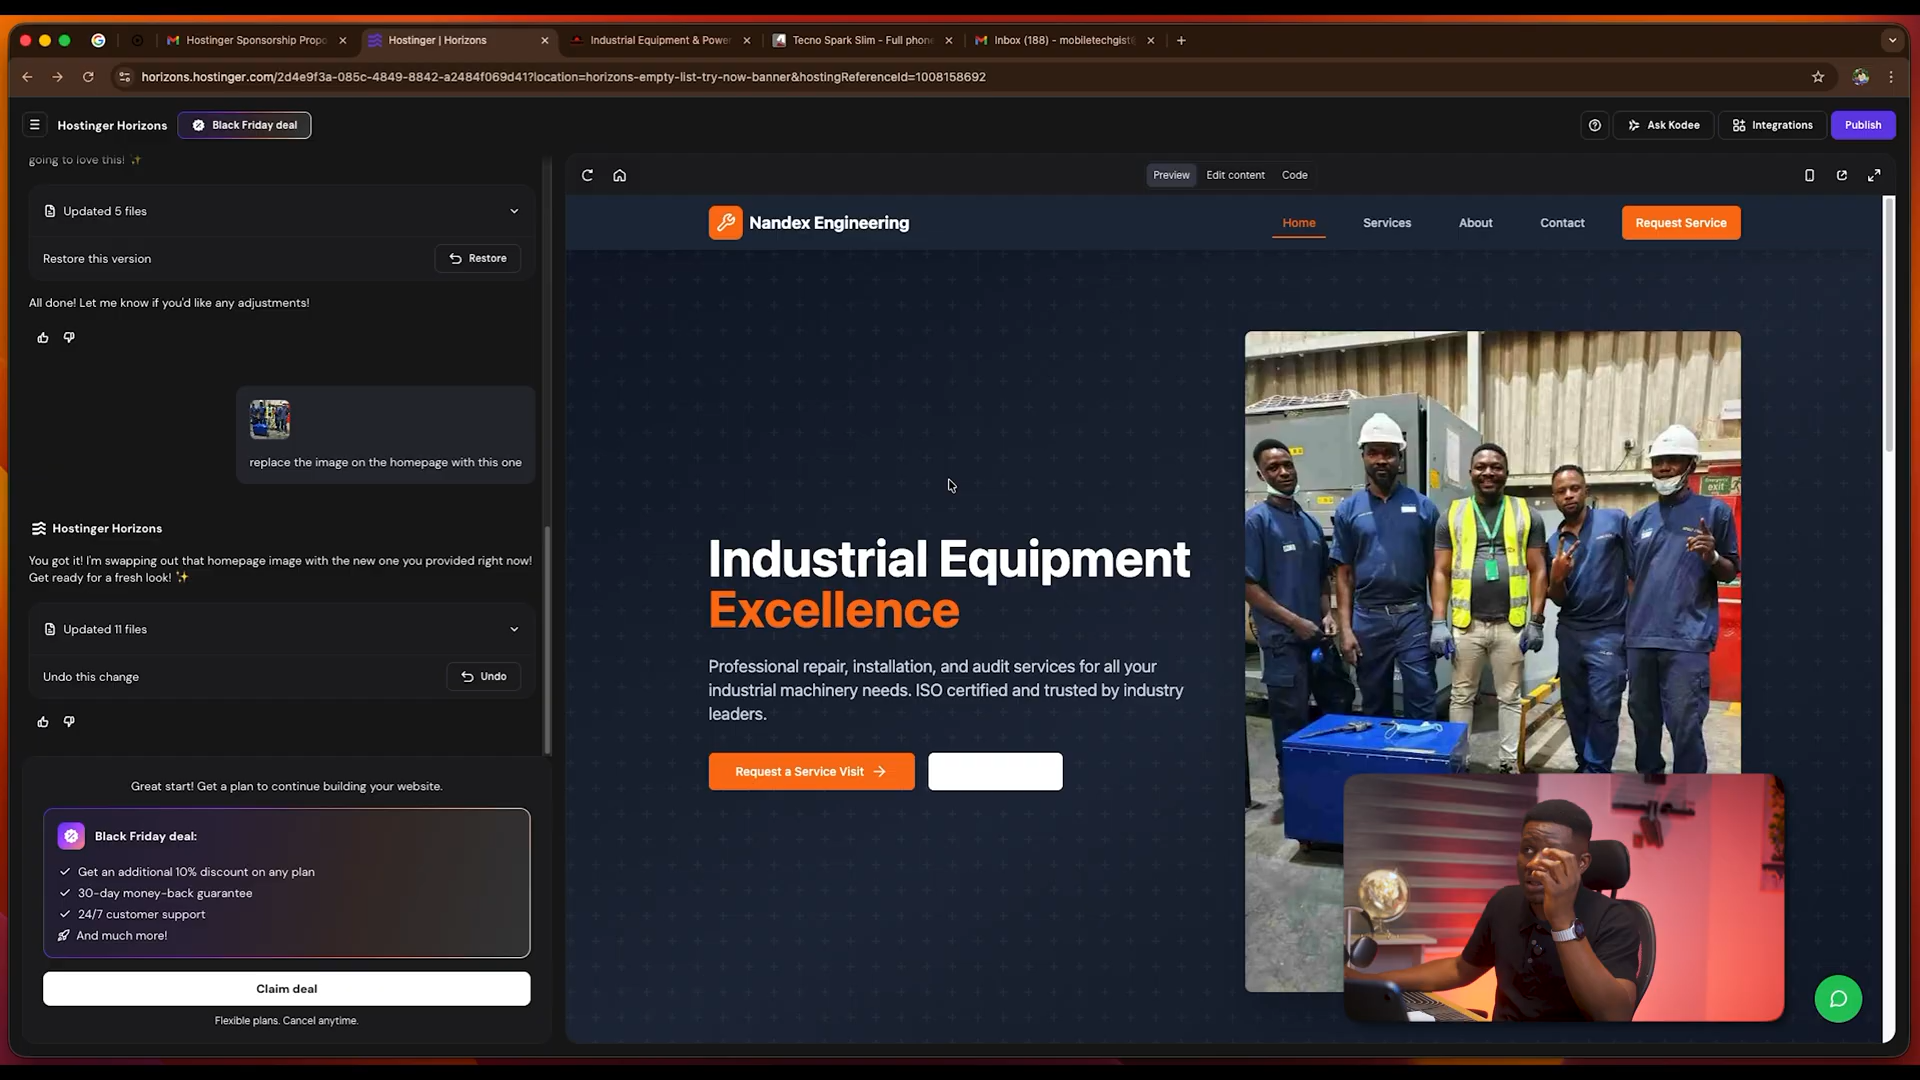 Hostinger Sponsorship Propo
Hostinger | Horizons
Industrial Equipment & Power
Tecno Spark Slim - Full phone
Inbox (188) - mobiletechgist
horizons.hostinger.com/2d4e9f3a-085c-4849-8842-a2484f069d41?location=horizons-empty-list-try-now-banner&hostingReferenceId=1008158692
Hostinger Horizons
Black Friday deal
Ask Kodee
Integrations
Publish
going to love this! ✨
Updated 5 files
Restore this version
Restore
All done! Let me know if you'd like any adjustments!
replace the image on the homepage with this one
Hostinger Horizons
You got it! I'm swapping out that homepage image with the new one you provided right now!
Get ready for a fresh look! ✨
Updated 11 files
Undo this change
Undo
Great start! Get a plan to continue building your website.
Black Friday deal:
Get an additional 10% discount on any plan
30-day money-back guarantee
24/7 customer support
And much more!
Claim deal
Flexible plans. Cancel anytime.
Preview
Edit content
Code
Nandex Engineering
Home
Services
About
Contact
Request Service
Industrial Equipment
Excellence
Professional repair, installation, and audit services for all your
industrial machinery needs. ISO certified and trusted by industry
leaders.
Request a Service Visit
exit